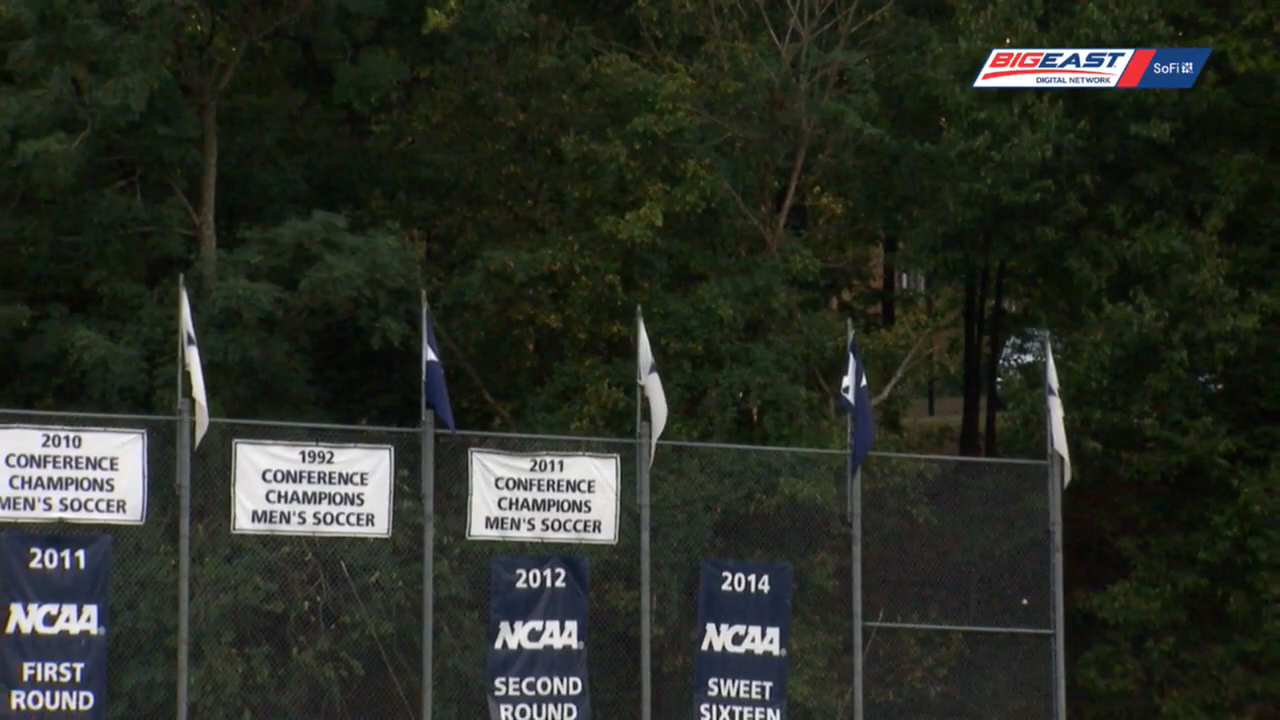 BIGEAST
DIGITAL NETWORK
SoFi
2010
CONFERENCE
CHAMPIONS
MEN'S SOCCER
1992
CONFERENCE
CHAMPIONS
MEN'S SOCCER
2011
CONFERENCE
CHAMPIONS
MEN'S SOCCER
2011
NCAA
FIRST
ROUND
2012
NCAA
SECOND
ROUND
2014
NCAA
SWEET
SIXTEEN